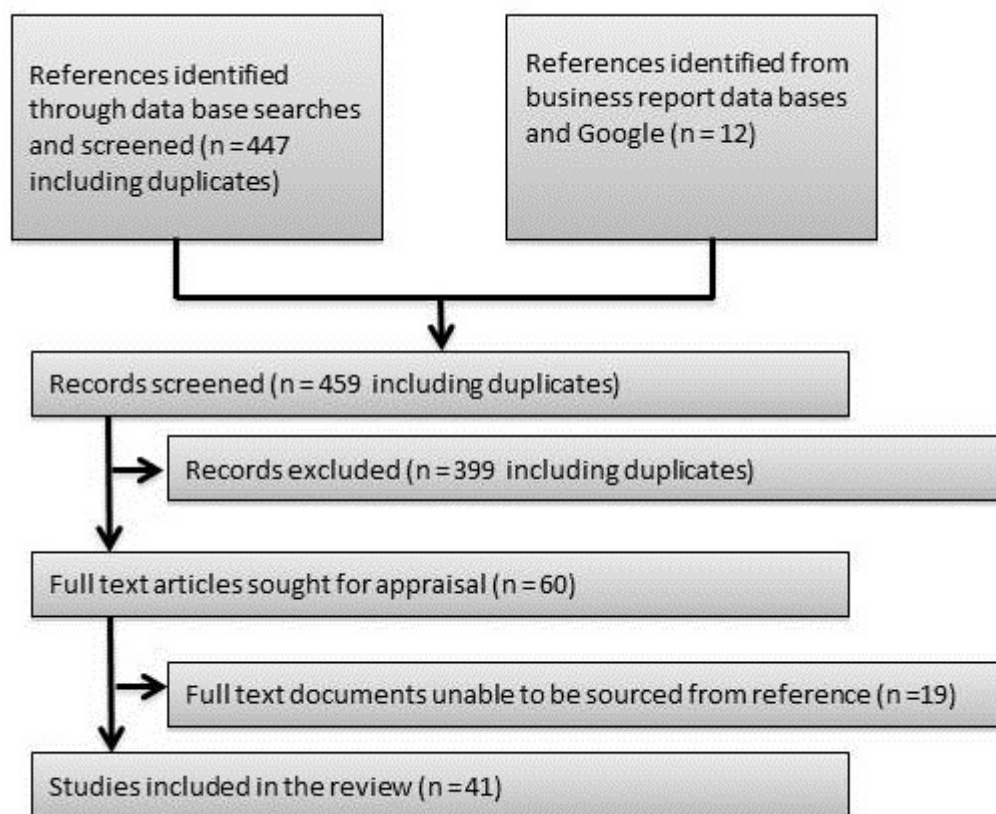 References identified
through data base searches
and screened (n = 447
including duplicates)
References identified from
business report data bases
and Google (n = 12)
Records screened (n = 459 including duplicates)
Records excluded (n = 399 including duplicates)
Full text articles sought for appraisal (n = 60)
Full text documents unable to be sourced from reference (n =19)
Studies included in the review (n = 41)